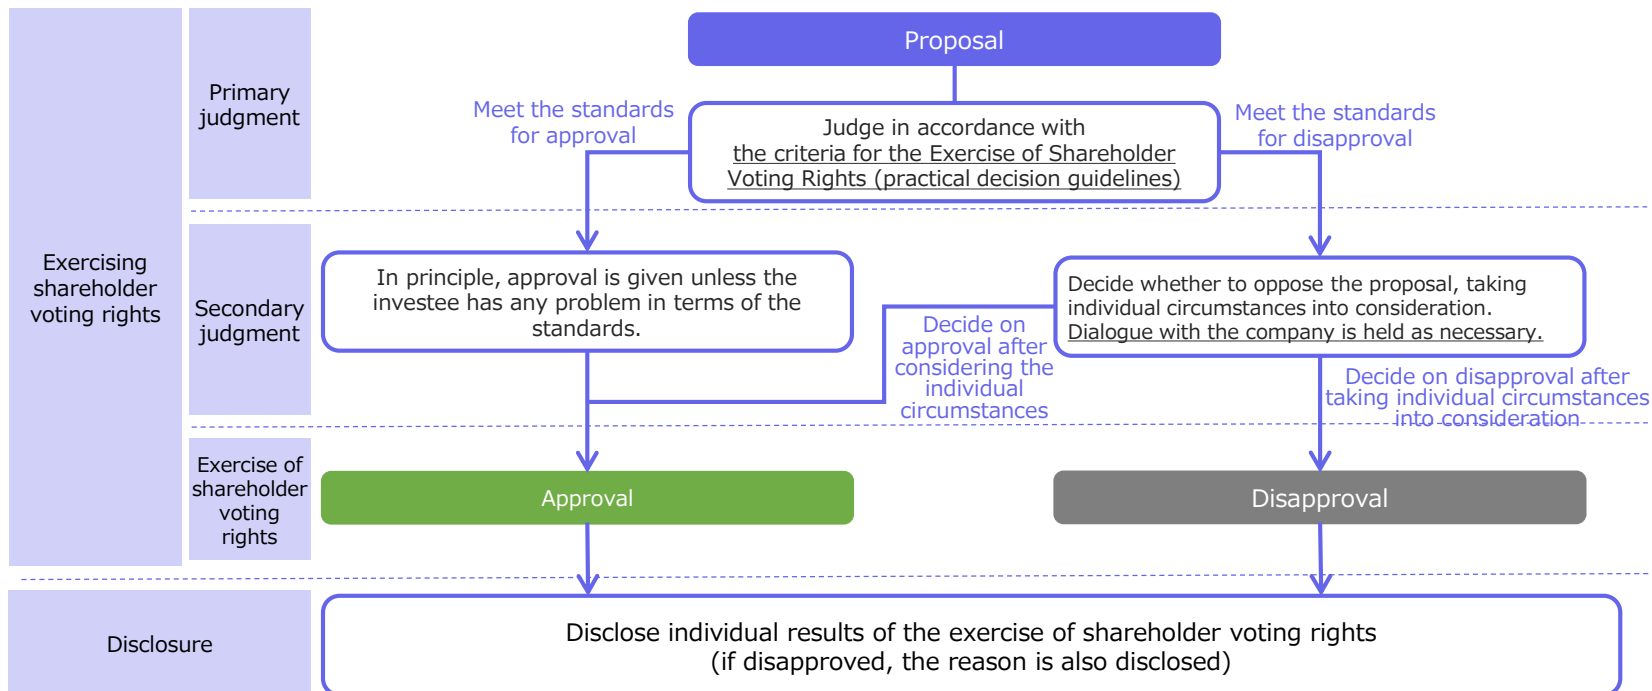 Exercising
shareholder
voting rights
Primary
judgment
Proposal
Meet the standards
for approval
Judge in accordance with
the criteria for the Exercise of Shareholder
Voting Rights (practical decision guidelines)
Meet the standards
for disapproval
Secondary
judgment
In principle, approval is given unless the
investee has any problem in terms of the
standards.
Decide on
approval after
considering the
individual
circumstances
Decide whether to oppose the proposal, taking
individual circumstances into consideration.
Dialogue with the company is held as necessary.
Decide on disapproval after
taking individual circumstances
into consideration
Exercise of
shareholder
voting
rights
Approval
Disapproval
Disclosure
Disclose individual results of the exercise of shareholder voting rights
(if disapproved, the reason is also disclosed)